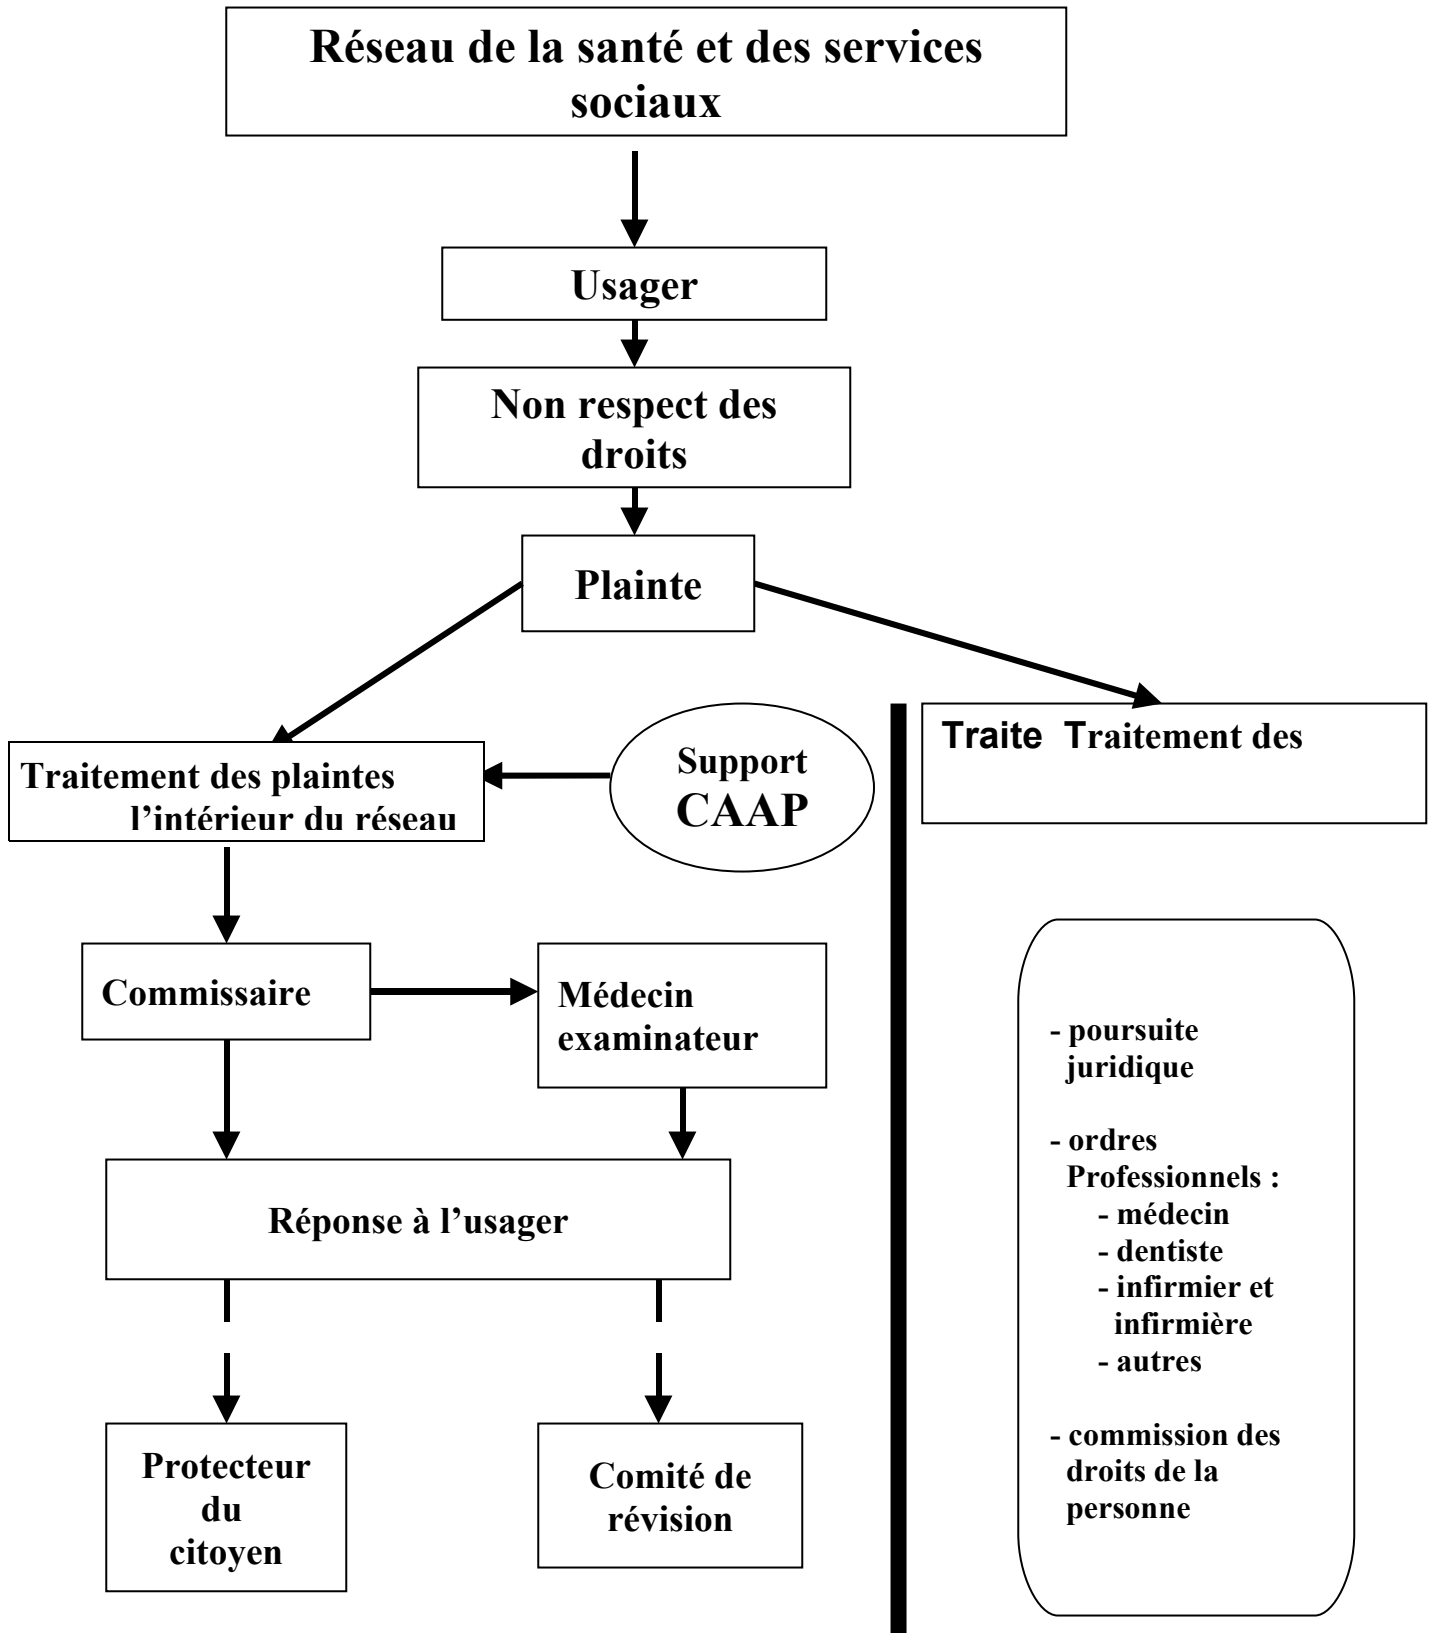 Réseau de la santé et des services
sociaux
Usager
Non respect des
droits
Plainte
Traitement des plaintes
l’intérieur du réseau
Support
CAAP
Traite Traitement des
Commissaire
Médecin
examinateur
Réponse à l’usager
Protecteur
du
citoyen
Comité de
révision
- poursuite
juridique
- ordres
Professionnels :
- médecin
- dentiste
- infirmier et
infirmière
- autres
- commission des
droits de la
personne